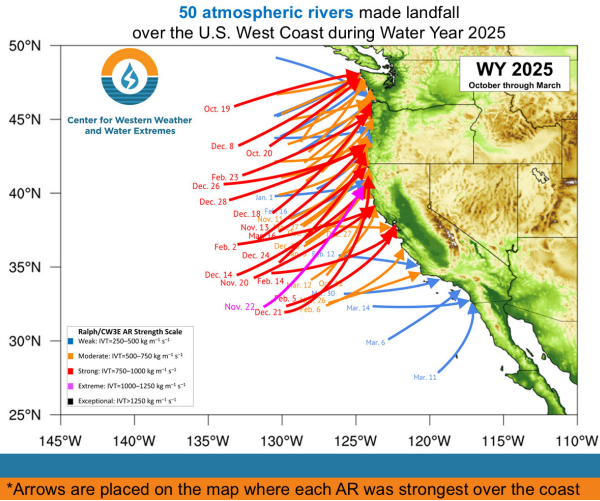 50 atmospheric rivers made landfall
over the U.S. West Coast during Water Year 2025
50°N
WY 2025
October through March
Center for Western Weather
and Water Extremes
Oct. 19
45°N
Dec. 8
Oct. 20
Feb. 23
Dec. 26
Jan. 1
Dec. 28
40°N
Dec. 18
Nov. 13
Feb. 2
Dec. 24
Feb. 12
Dec. 14
Nov. 20
Feb. 14
35°N
Nov. 22
Feb. 5
Dec. 21
Feb. 6
Mar. 14
Mar. 6
Mar. 11
30°N
Ralph/CW3E AR Strength Scale
Weak: IVT=250–500 kg m⁻¹ s⁻¹
Moderate: IVT=500–750 kg m⁻¹ s⁻¹
Strong: IVT=750–1000 kg m⁻¹ s⁻¹
Extreme: IVT=1000–1250 kg m⁻¹ s⁻¹
Exceptional: IVT>1250 kg m⁻¹ s⁻¹
25°N
145°W 140°W 135°W 130°W 125°W 120°W 115°W 110°W
*Arrows are placed on the map where each AR was strongest over the coast